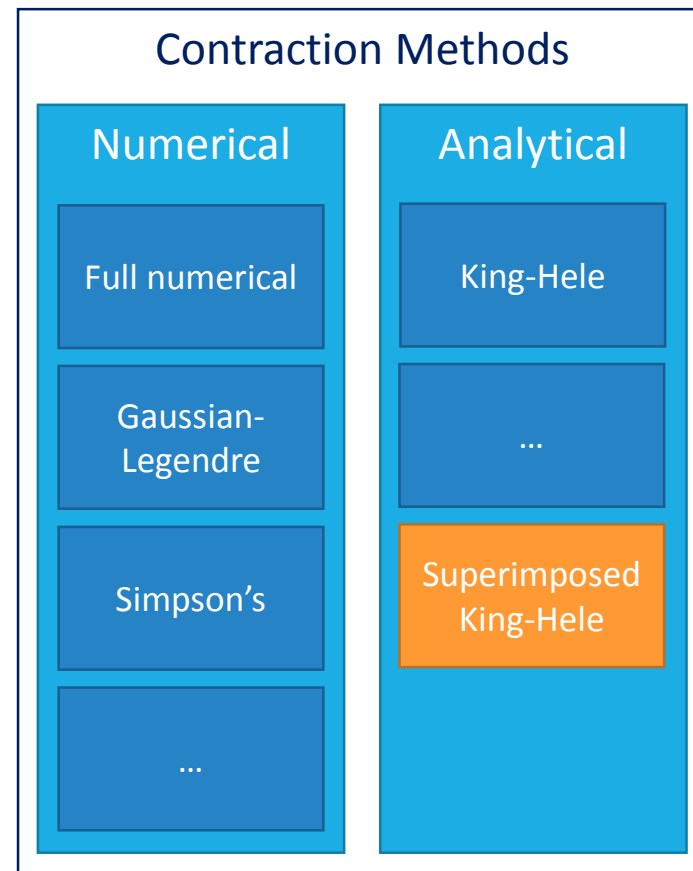 Contraction Methods
Numerical
Full numerical
Gaussian-
Legendre
Simpson’s
…
Analytical
King-Hele
…
Superimposed
King-Hele